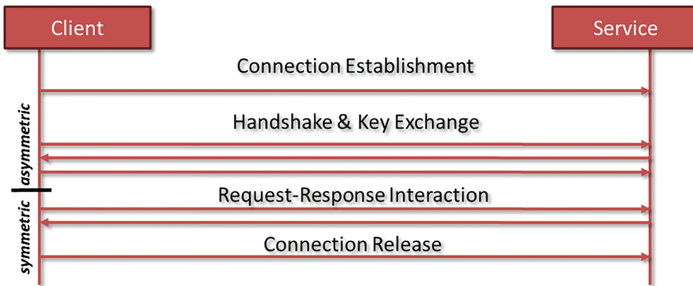 Client
Service
Connection Establishment
Handshake & Key Exchange
asymmetric
Request-Response Interaction
symmetric
Connection Release